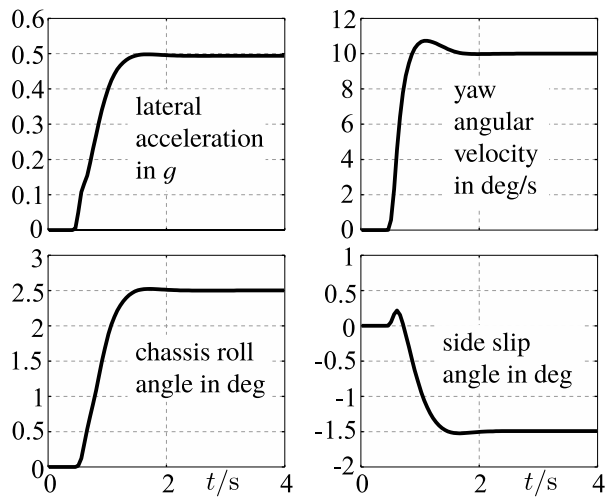 0.6
0.5
0.4
0.3
0.2
0.1
0
lateral
acceleration
in g
12
10
8
6
4
2
0
yaw
angular
velocity
in deg/s
3
2.5
2
1.5
1
0.5
0
chassis roll
angle in deg
0 2 t/s 4
1
0.5
0
-0.5
-1
-1.5
-2
side slip
angle in deg
0 2 t/s 4